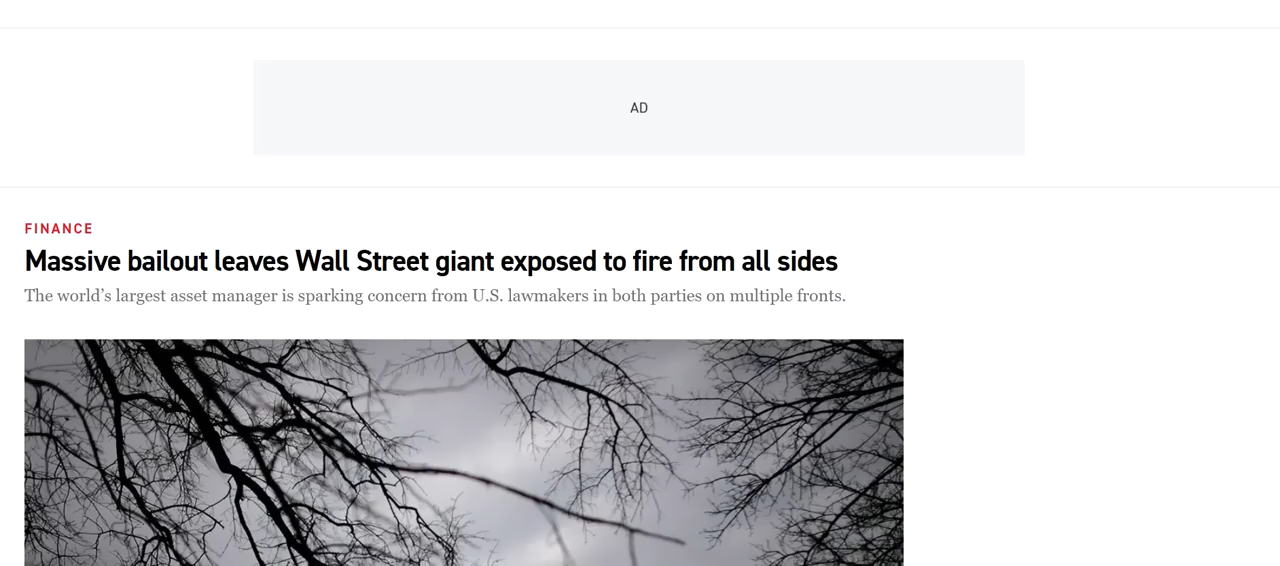 AD
FINANCE
Massive bailout leaves Wall Street giant exposed to fire from all sides
The world’s largest asset manager is sparking concern from U.S. lawmakers in both parties on multiple fronts.